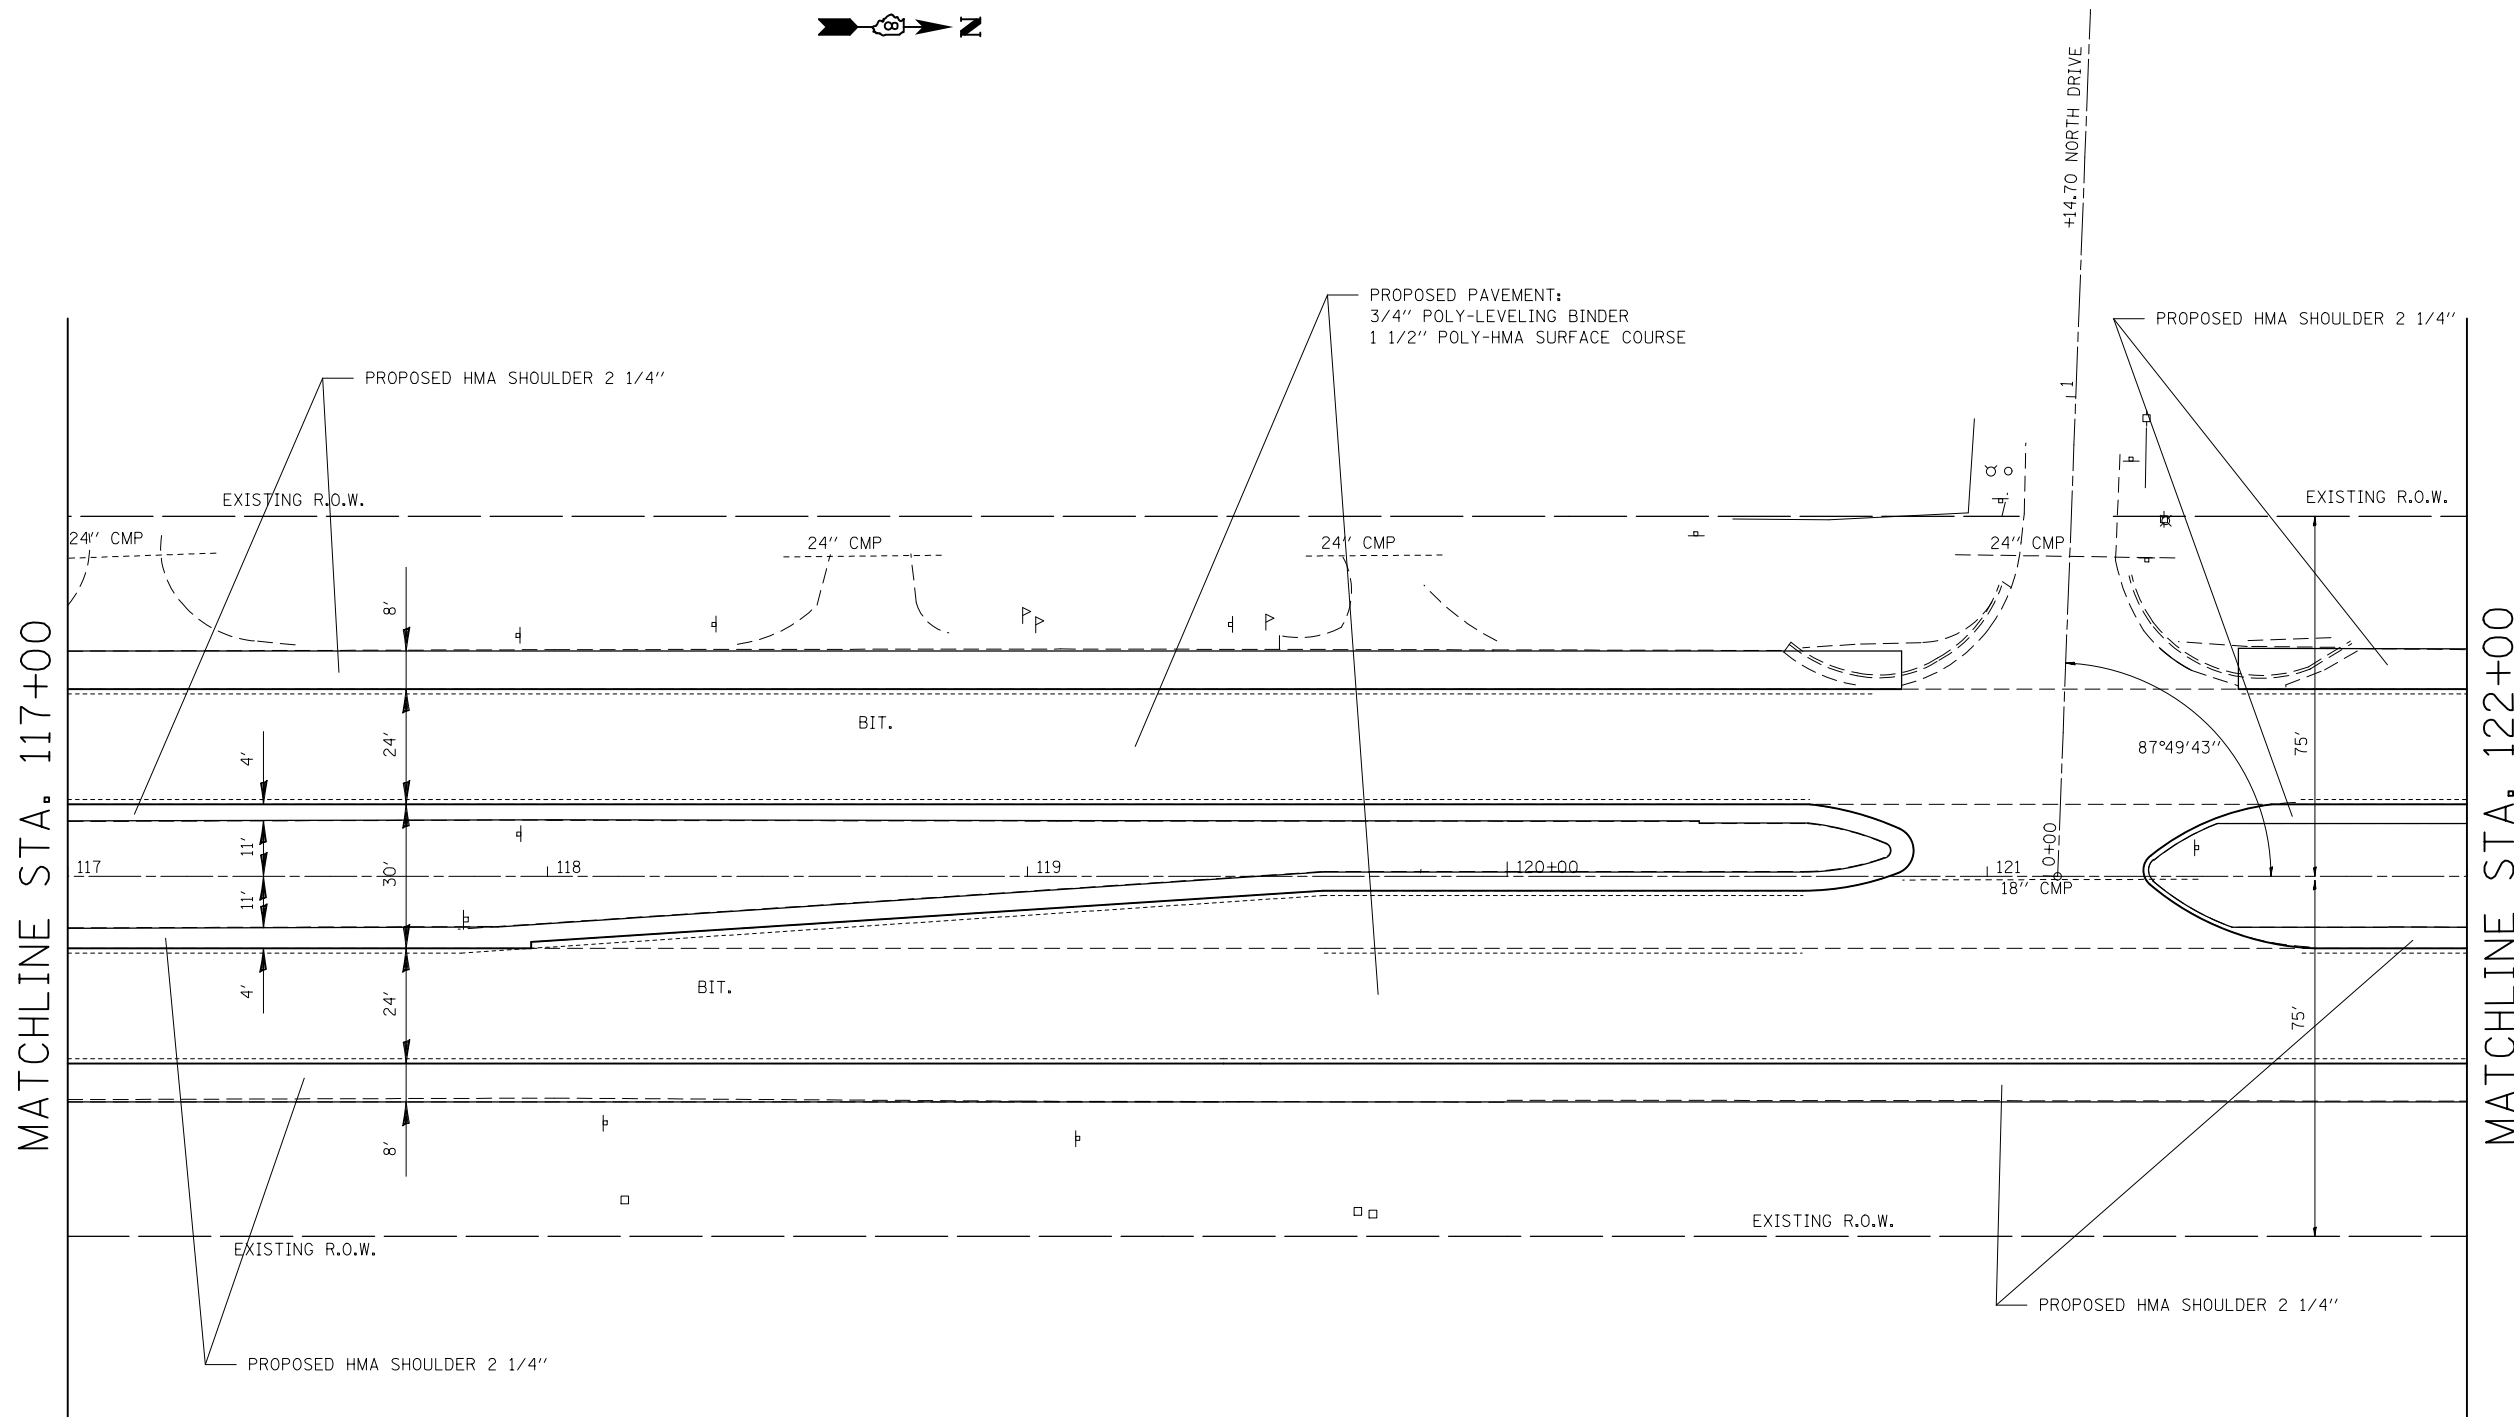 8 N
+14.70 NORTH DRIVE
PROPOSED PAVEMENT:
3/4" POLY-LEVELING BINDER
1 1/2" POLY-HMA SURFACE COURSE
PROPOSED HMA SHOULDER 2 1/4"
PROPOSED HMA SHOULDER 2 1/4"
1
EXISTING R.O.W.
EXISTING R.O.W.
24" CMP
24" CMP
24" CMP
24" CMP
8'
MATCHLINE STA. 117+00
MATCHLINE STA. 122+00
BIT.
24'
4'
87°49'43"
75'
11'
30'
117
118
119
120+00
121
0+00
18" CMP
11'
4'
24'
BIT.
75'
8'
EXISTING R.O.W.
EXISTING R.O.W.
PROPOSED HMA SHOULDER 2 1/4"
PROPOSED HMA SHOULDER 2 1/4"